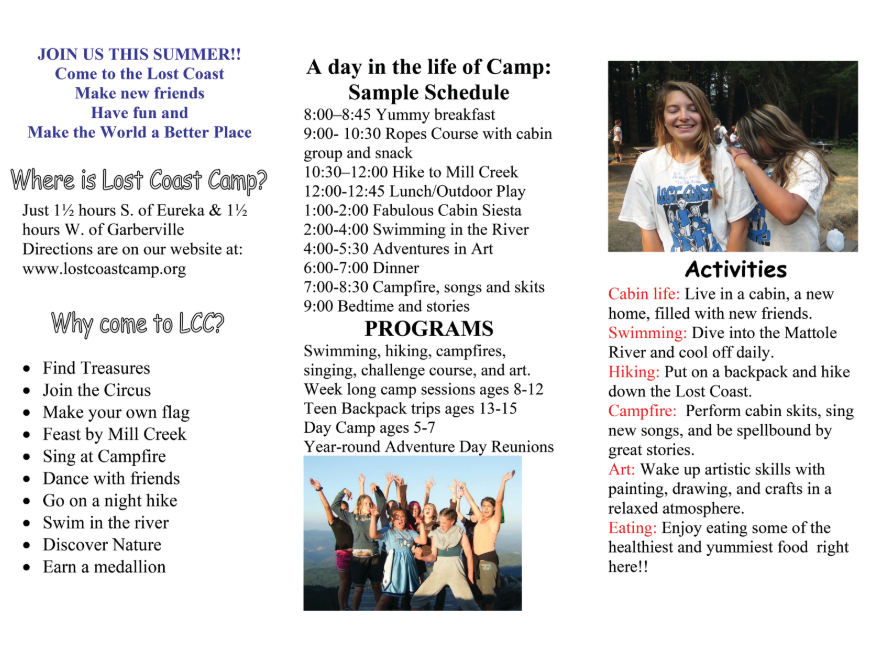 JOIN US THIS SUMMER!!
Come to the Lost Coast
Make new friends
Have fun and
Make the World a Better Place
Where is Lost Coast Camp?
Just 1½ hours S. of Eureka & 1½
hours W. of Garberville
Directions are on our website at:
www.lostcoastcamp.org
Why come to LCC?
• Find Treasures
• Join the Circus
• Make your own flag
• Feast by Mill Creek
• Sing at Campfire
• Dance with friends
• Go on a night hike
• Swim in the river
• Discover Nature
• Earn a medallion
A day in the life of Camp:
Sample Schedule
8:00–8:45 Yummy breakfast
9:00- 10:30 Ropes Course with cabin
group and snack
10:30–12:00 Hike to Mill Creek
12:00-12:45 Lunch/Outdoor Play
1:00-2:00 Fabulous Cabin Siesta
2:00-4:00 Swimming in the River
4:00-5:30 Adventures in Art
6:00-7:00 Dinner
7:00-8:30 Campfire, songs and skits
9:00 Bedtime and stories
PROGRAMS
Swimming, hiking, campfires,
singing, challenge course, and art.
Week long camp sessions ages 8-12
Teen Backpack trips ages 13-15
Day Camp ages 5-7
Year-round Adventure Day Reunions
LOST COAST
Activities
Cabin life: Live in a cabin, a new
home, filled with new friends.
Swimming: Dive into the Mattole
River and cool off daily.
Hiking: Put on a backpack and hike
down the Lost Coast.
Campfire:  Perform cabin skits, sing
new songs, and be spellbound by
great stories.
Art: Wake up artistic skills with
painting, drawing, and crafts in a
relaxed atmosphere.
Eating: Enjoy eating some of the
healthiest and yummiest food  right
here!!